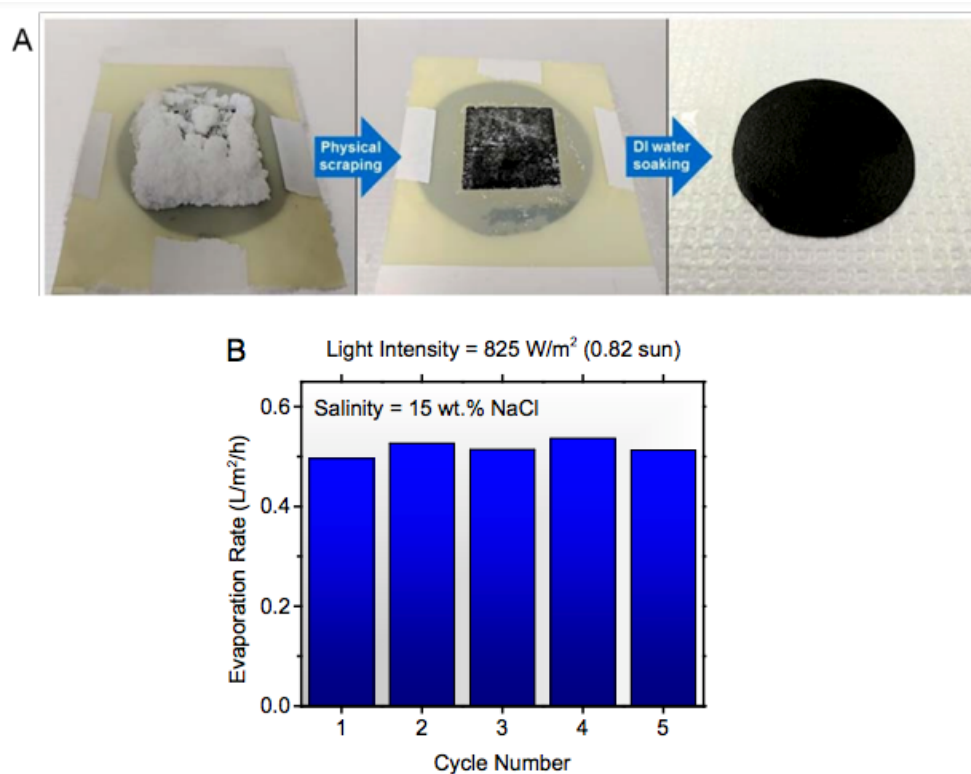 A
Physical
scraping
DI water
soaking
B
Light Intensity = 825 W/m² (0.82 sun)
Salinity = 15 wt.% NaCl
0.6
0.4
0.2
0.0
Evaporation Rate (L/m²/h)
1 2 3 4 5
Cycle Number